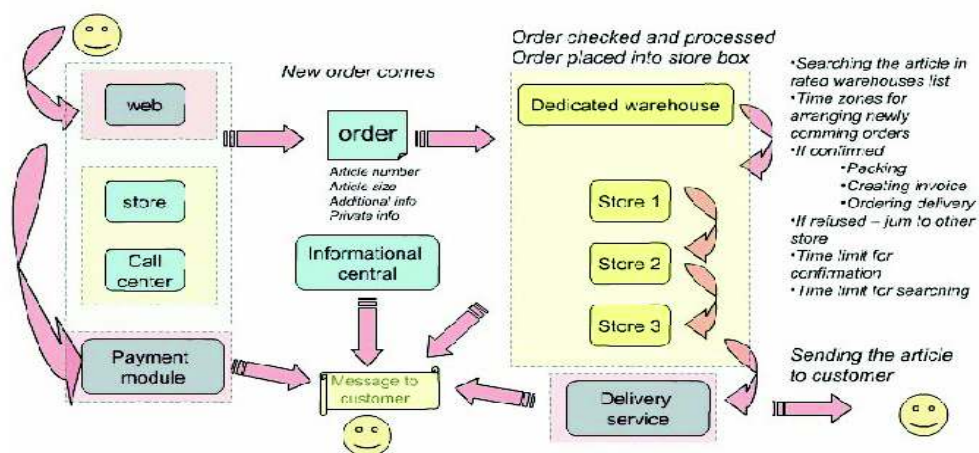 web
store
Call
center
Payment
module
New order comes
order
Article number
Article size
Additional info
Private info
Informational
central
Message to
customer
Order checked and processed
Order placed into store box
Dedicated warehouse
Store 1
Store 2
Store 3
Delivery
service
•Searching the article in
rated warehouses list
•Time zones for
arranging newly
comming orders
•If confirmed
•Packing
•Creating invoice
•Ordering delivery
•If refused – jum to other
store
•Time limit for
confirmation
•Time limit for searching
Sending the article
to customer